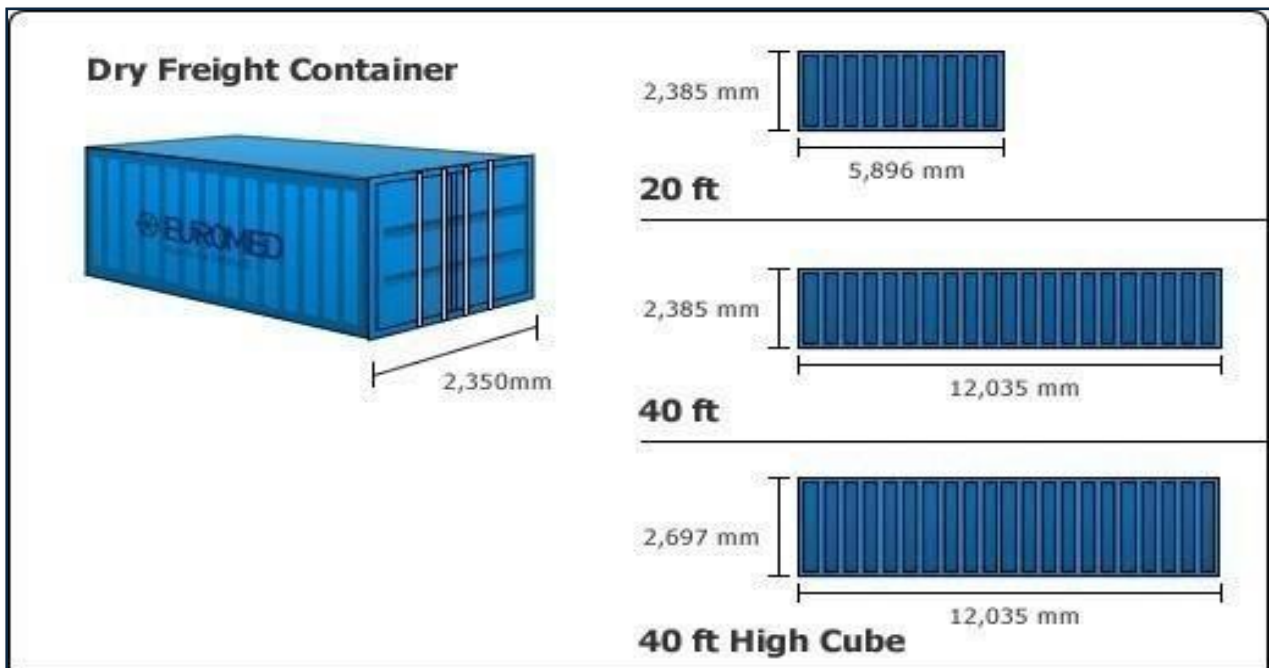 Dry Freight Container
EUROMED
2,350mm
2,385 mm
5,896 mm
20 ft
2,385 mm
12,035 mm
40 ft
2,697 mm
12,035 mm
40 ft High Cube